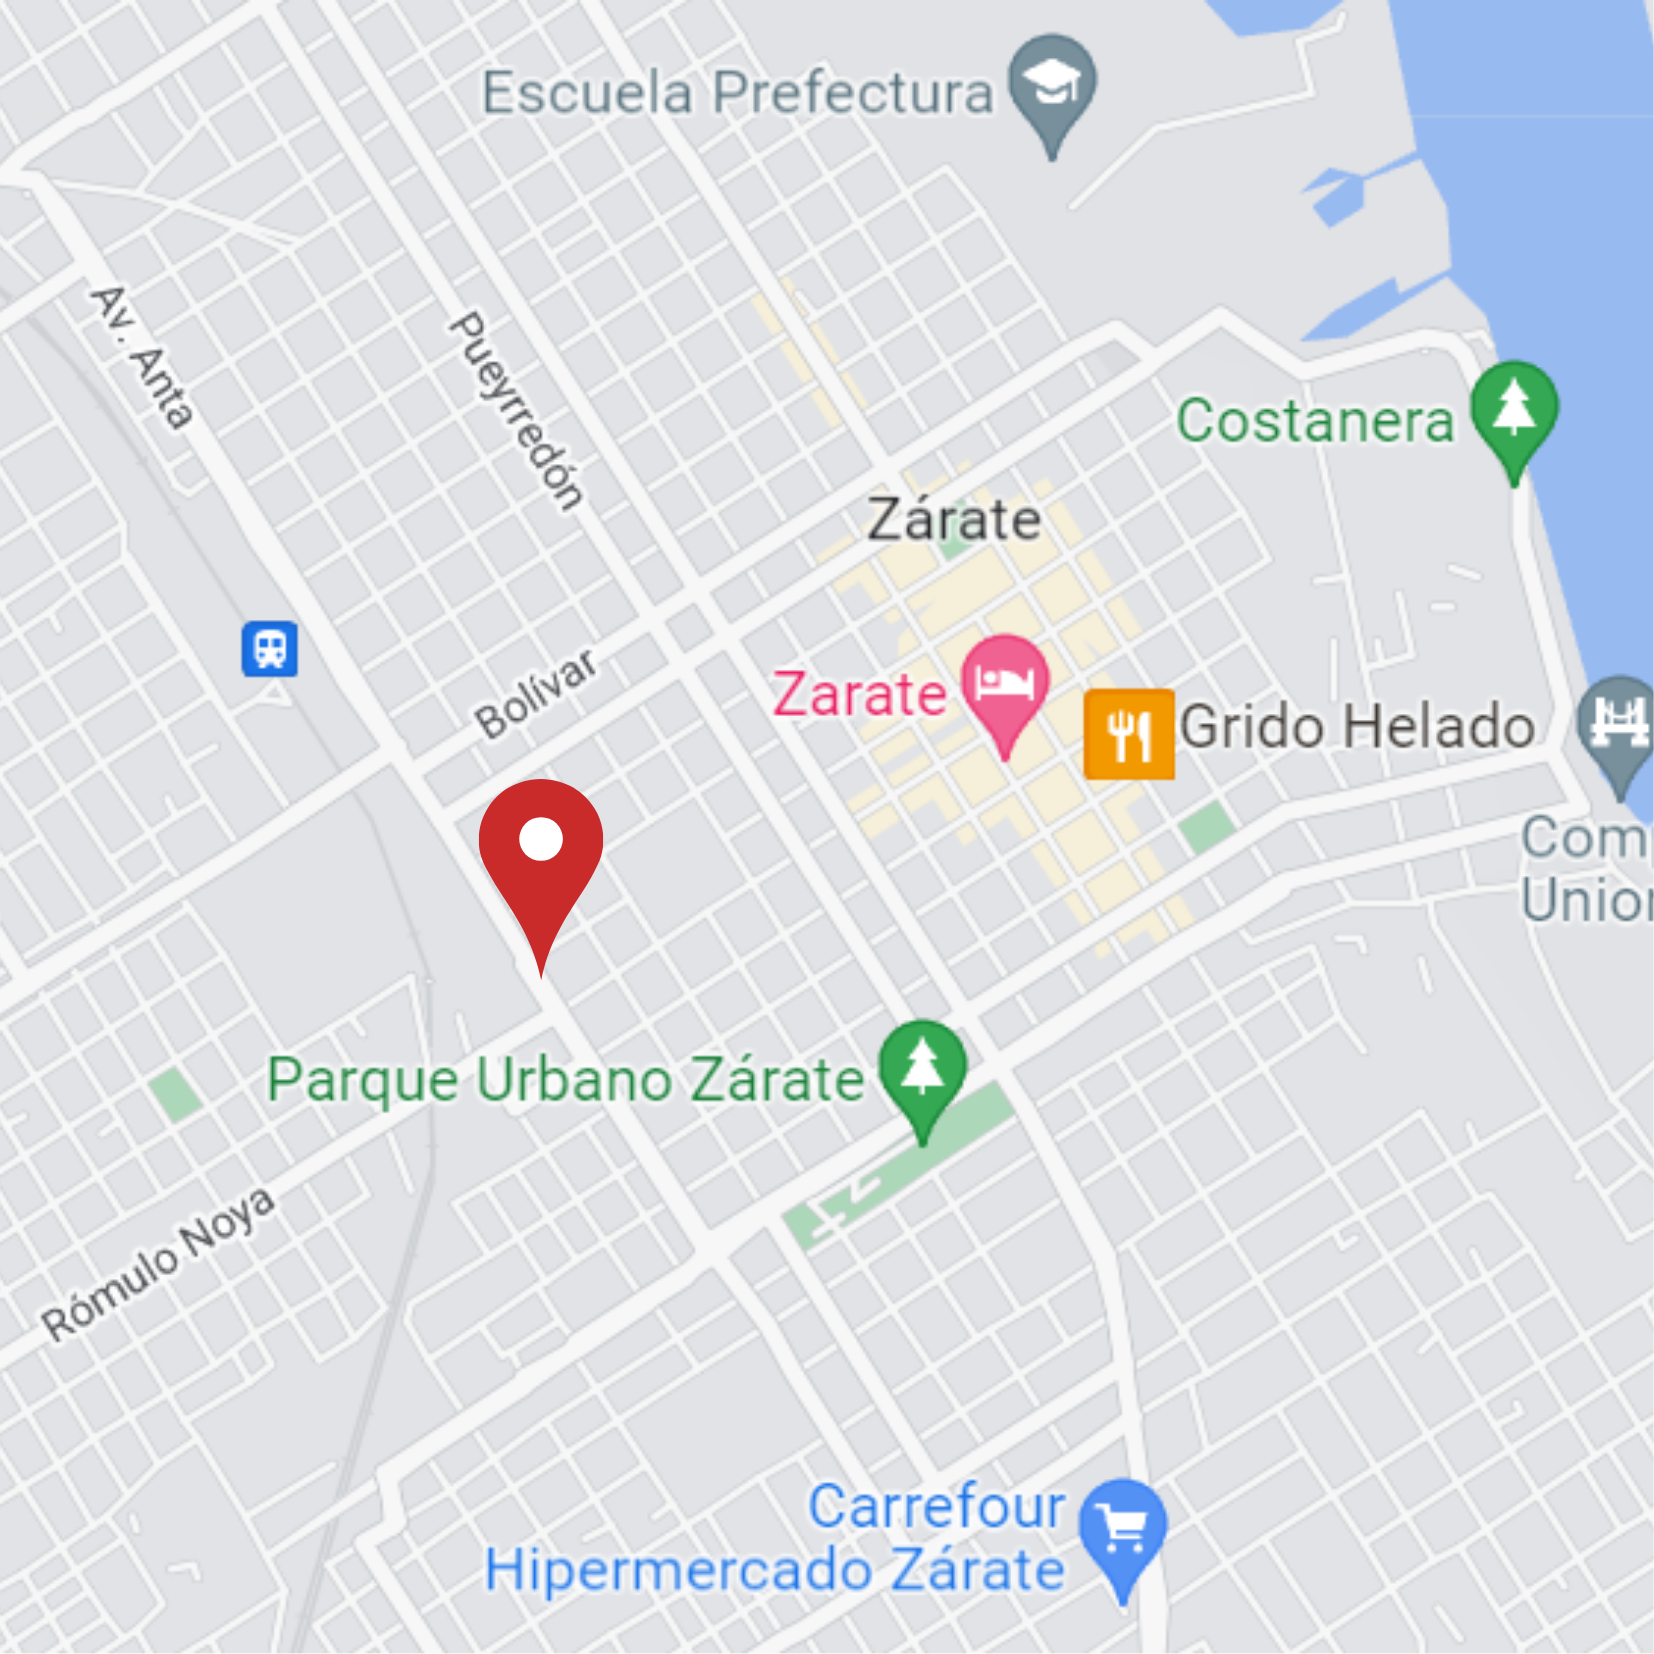 Escuela Prefectura
Av. Anta
Pueyrredón
Costanera
Zárate
Bolívar
Zarate
Grido Helado
Parque Urbano Zárate
Rómulo Noya
Carrefour
Hipermercado Zárate